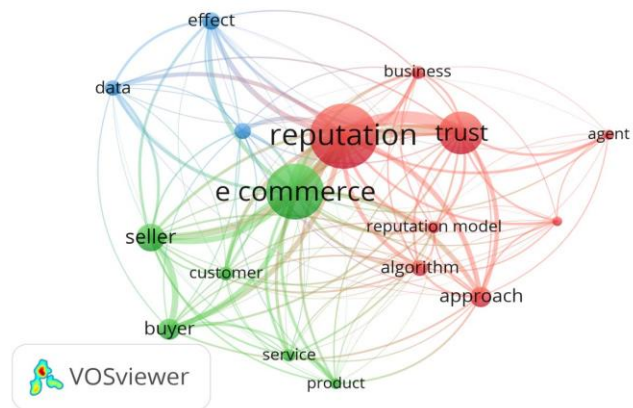 effect
data
business
reputation
trust
agent
e commerce
seller
reputation model
customer
algorithm
approach
buyer
service
product
VOSviewer